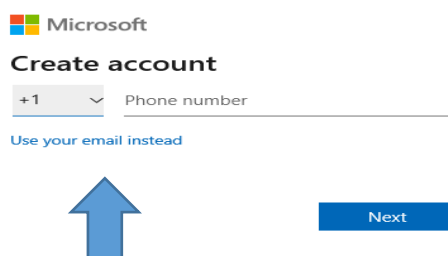 Microsoft
Create account
+1 Phone number
Use your email instead
Next